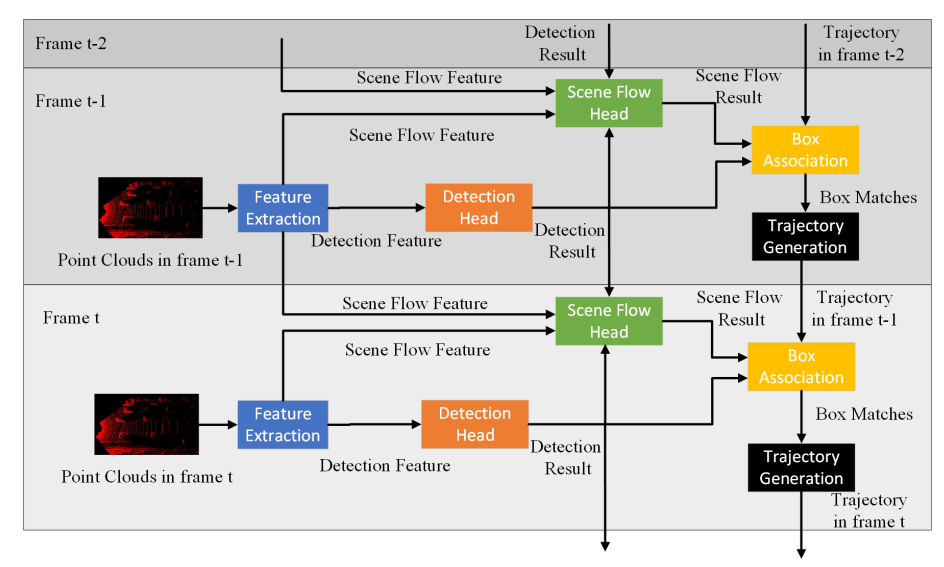 Frame t-2
Detection
Result
Trajectory
in frame t-2
Frame t-1
Scene Flow Feature
Scene Flow
Head
Scene Flow
Result
Scene Flow Feature
Box
Association
Feature
Extraction
Detection
Head
Box Matches
Detection Feature
Detection
Result
Trajectory
Generation
Point Clouds in frame t-1
Frame t
Scene Flow Feature
Scene Flow
Head
Scene Flow
Result
Trajectory
in frame t-1
Scene Flow Feature
Box
Association
Feature
Extraction
Detection
Head
Box Matches
Detection Feature
Detection
Result
Trajectory
Generation
Point Clouds in frame t
Trajectory
in frame t